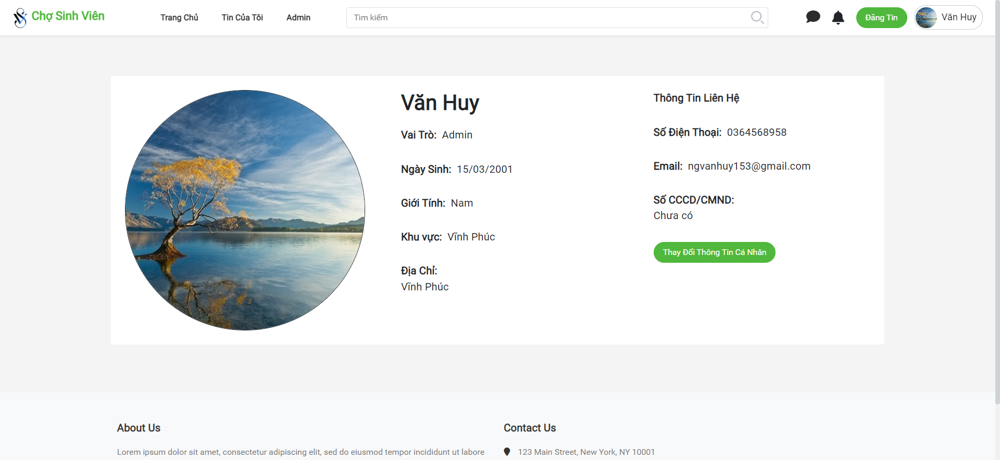 Chợ Sinh Viên
Trang Chủ
Tin Của Tôi
Admin
Tìm kiếm
Đăng Tin
Văn Huy
Văn Huy
Vai Trò: Admin
Ngày Sinh: 15/03/2001
Giới Tính: Nam
Khu vực: Vĩnh Phúc
Địa Chỉ:
Vĩnh Phúc
Thông Tin Liên Hệ
Số Điện Thoại: 0364568958
Email: ngvanhuy153@gmail.com
Số CCCD/CMND:
Chưa có
Thay Đổi Thông Tin Cá Nhân
About Us
Lorem ipsum dolor sit amet, consectetur adipiscing elit, sed do eiusmod tempor incididunt ut labore
Contact Us
123 Main Street, New York, NY 10001